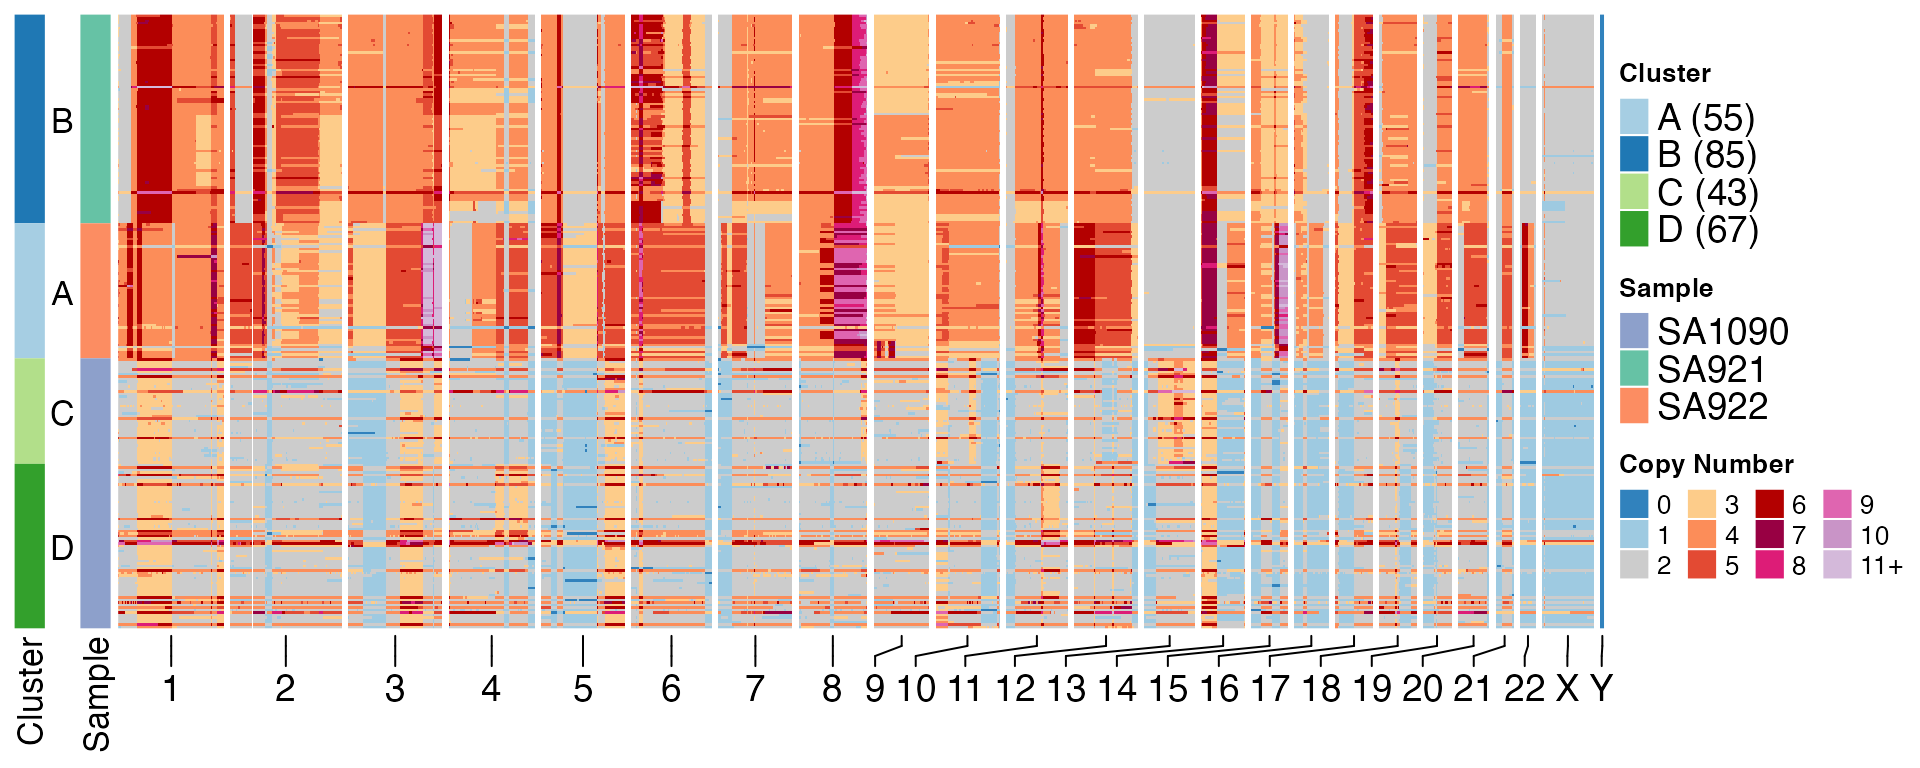 B
A
C
D
Cluster
Sample
1 2 3 4 5 6 7 8 9 10 11 12 13 14 15 16 17 18 19 20 21 22 X Y
Cluster
A (55)
B (85)
C (43)
D (67)
Sample
SA1090
SA921
SA922
Copy Number
0 3 6 9
1 4 7 10
2 5 8 11+